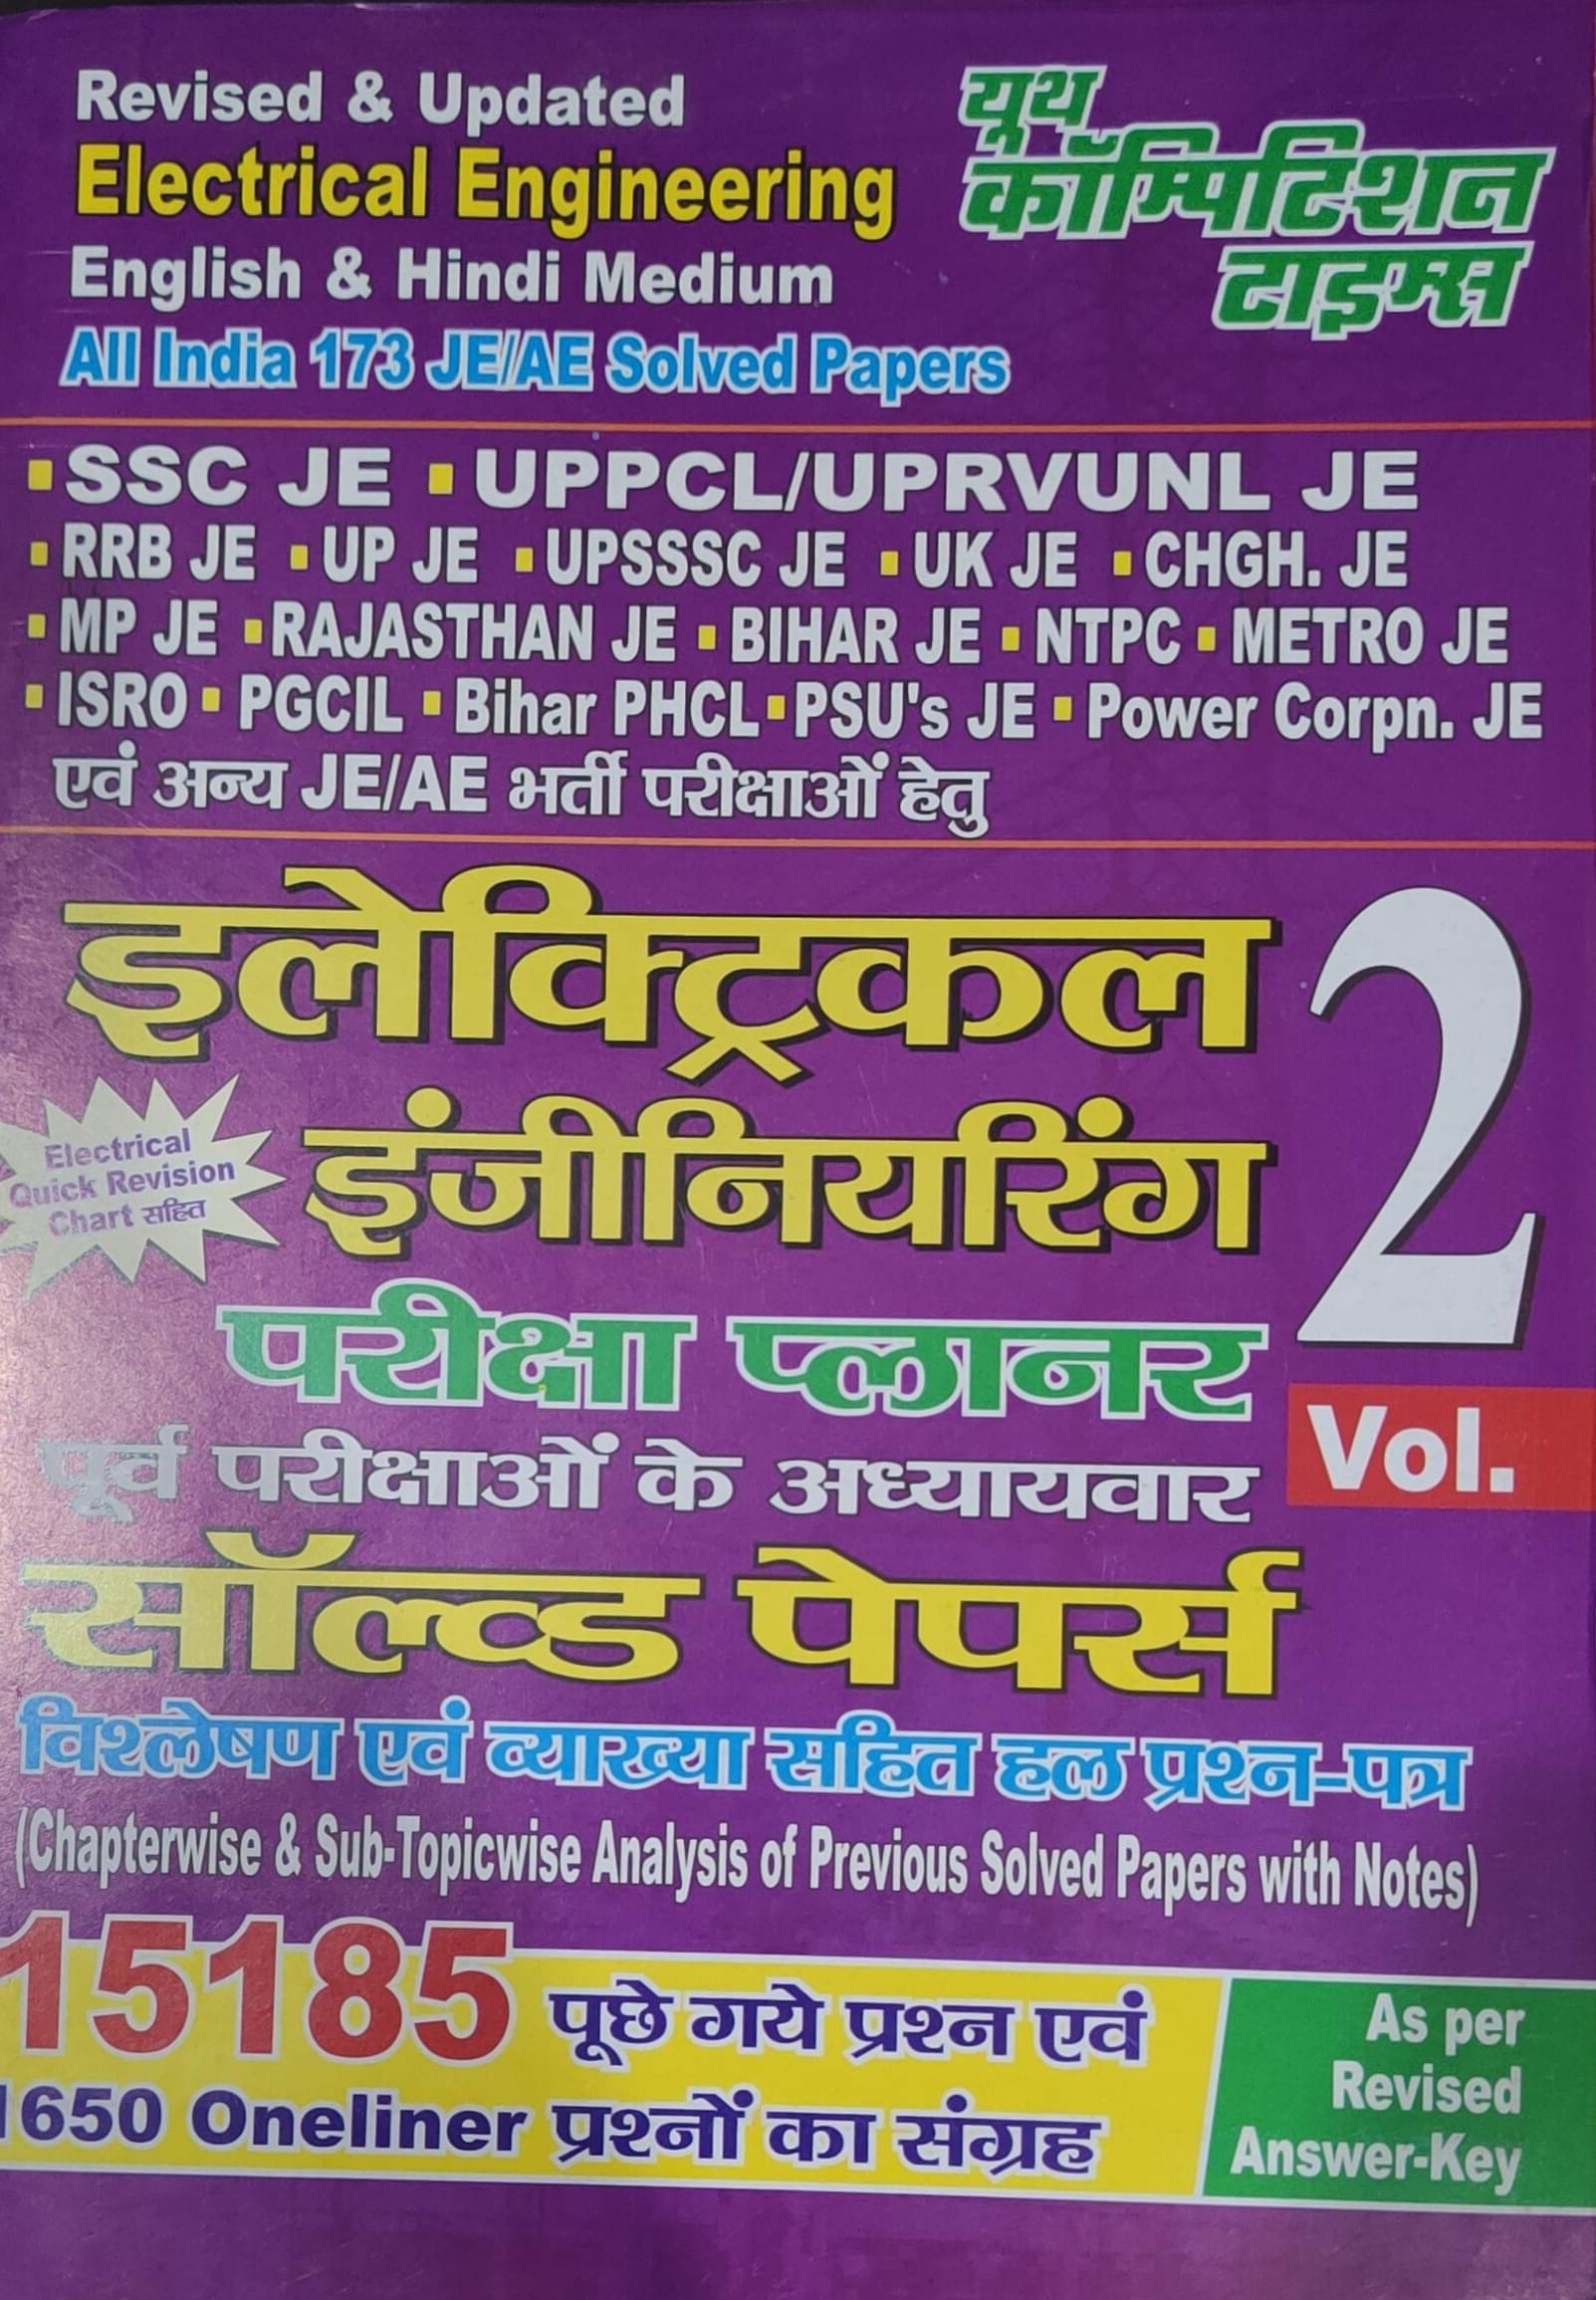 Revised & Updated
Electrical Engineering
English & Hindi Medium
All India 173 JE/AE Solved Papers
यूथ
कॉम्पिटिशन
टाइम्स
SSC JE ▪ UPPCL/UPRVUNL JE
▪ RRB JE ▪ UP JE ▪ UPSSSC JE ▪ UK JE ▪ CHGH. JE
▪ MP JE ▪ RAJASTHAN JE ▪ BIHAR JE ▪ NTPC ▪ METRO JE
▪ ISRO ▪ PGCIL ▪ Bihar PHCL ▪ PSU's JE ▪ Power Corpn. JE
एवं अन्य JE/AE भर्ती परीक्षाओं हेतु
इलेक्ट्रिकल
इंजीनियरिंग
2
Vol.
Electrical
Quick Revision
Chart सहित
परीक्षा प्लानर
पूर्व परीक्षाओं के अध्यायवार
सॉल्व्ड पेपर्स
विश्लेषण एवं व्याख्या सहित हल प्रश्न-पत्र
(Chapterwise & Sub-Topicwise Analysis of Previous Solved Papers with Notes)
15185 पूछे गये प्रश्न एवं
1650 Oneliner प्रश्नों का संग्रह
As per
Revised
Answer-Key